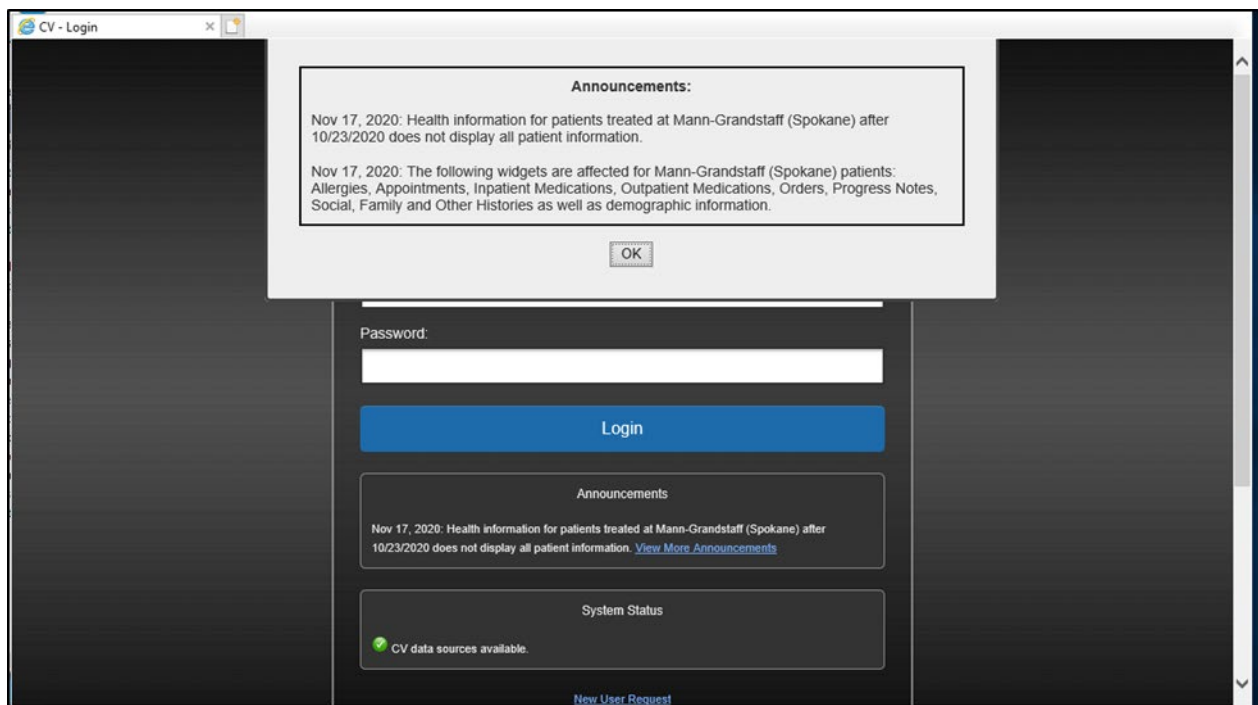 CV - Login
Announcements:
Nov 17, 2020: Health information for patients treated at Mann-Grandstaff (Spokane) after
10/23/2020 does not display all patient information.
Nov 17, 2020: The following widgets are affected for Mann-Grandstaff (Spokane) patients:
Allergies, Appointments, Inpatient Medications, Outpatient Medications, Orders, Progress Notes,
Social, Family and Other Histories as well as demographic information.
OK
Password:
Login
Announcements
Nov 17, 2020: Health information for patients treated at Mann-Grandstaff (Spokane) after
10/23/2020 does not display all patient information. View More Announcements
System Status
CV data sources available.
New User Request